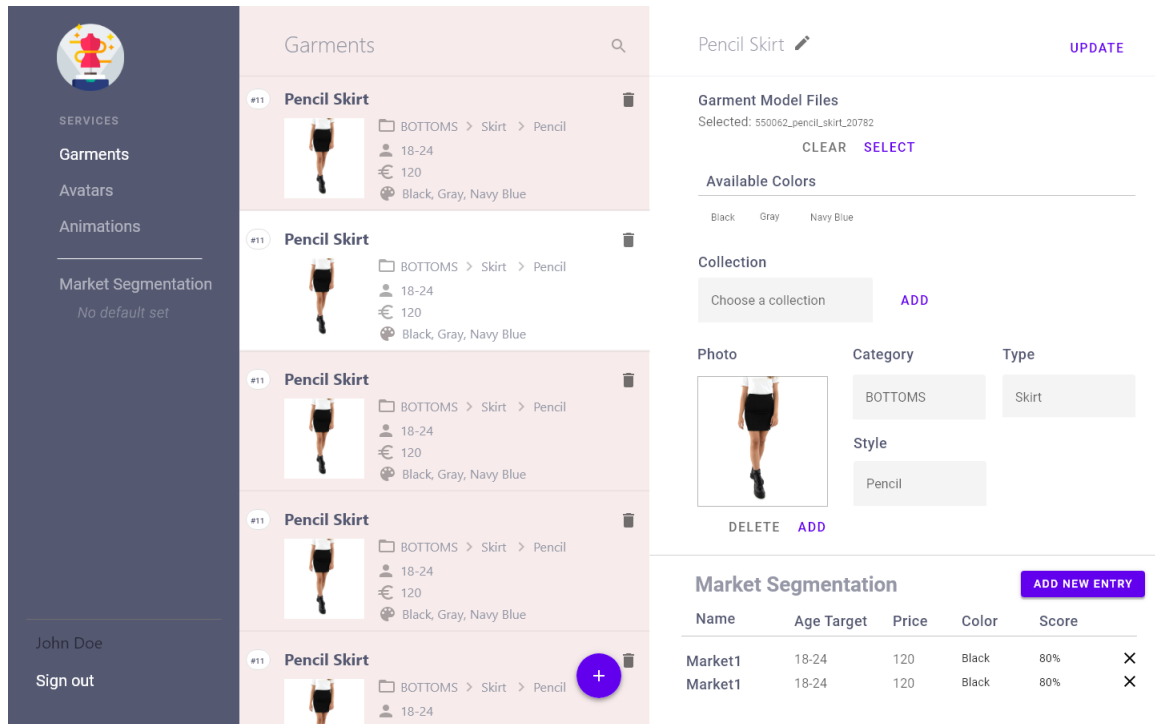 SERVICES
Garments
Avatars
Animations
Market Segmentation
No default set
John Doe
Sign out
Garments
#11 Pencil Skirt
BOTTOMS > Skirt > Pencil
18-24
120
Black, Gray, Navy Blue
#11 Pencil Skirt
BOTTOMS > Skirt > Pencil
18-24
120
Black, Gray, Navy Blue
#11 Pencil Skirt
BOTTOMS > Skirt > Pencil
18-24
120
Black, Gray, Navy Blue
#11 Pencil Skirt
BOTTOMS > Skirt > Pencil
18-24
120
Black, Gray, Navy Blue
#11 Pencil Skirt
BOTTOMS > Skirt > Pencil
18-24
+
Pencil Skirt UPDATE
Garment Model Files
Selected: 550062_pencil_skirt_20782
CLEAR SELECT
Available Colors
Black Gray Navy Blue
Collection
Choose a collection ADD
Photo Category Type
BOTTOMS Skirt
Style
Pencil
DELETE ADD
Market Segmentation ADD NEW ENTRY
Name Age Target Price Color Score
Market1 18-24 120 Black 80%
Market1 18-24 120 Black 80%